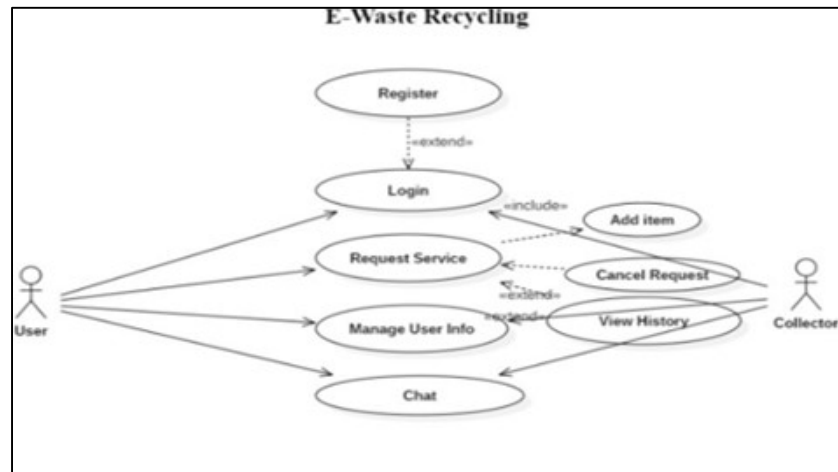 E-Waste Recycling
Register
«extend»
Login
«include»
Add item
Request Service
Cancel Request
«extend»
«extend»
View History
Manage User Info
User
Collector
Chat